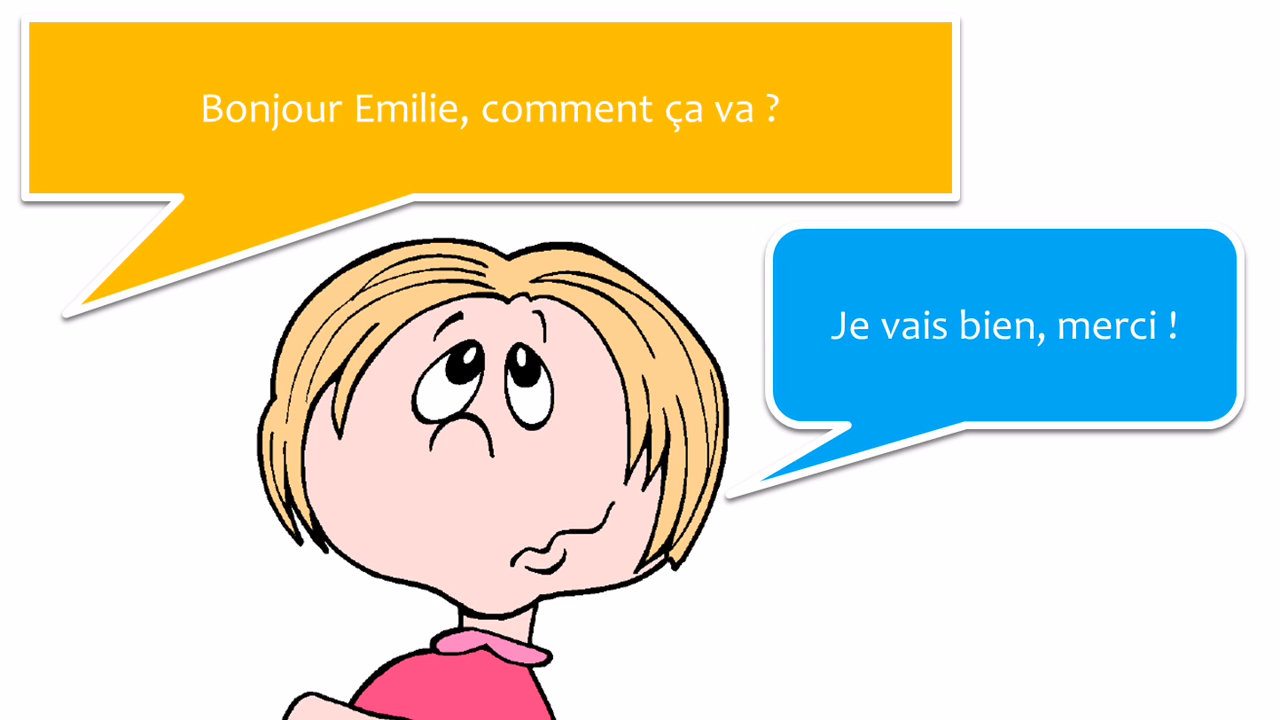 Bonjour Emilie, comment ça va ?
Je vais bien, merci !